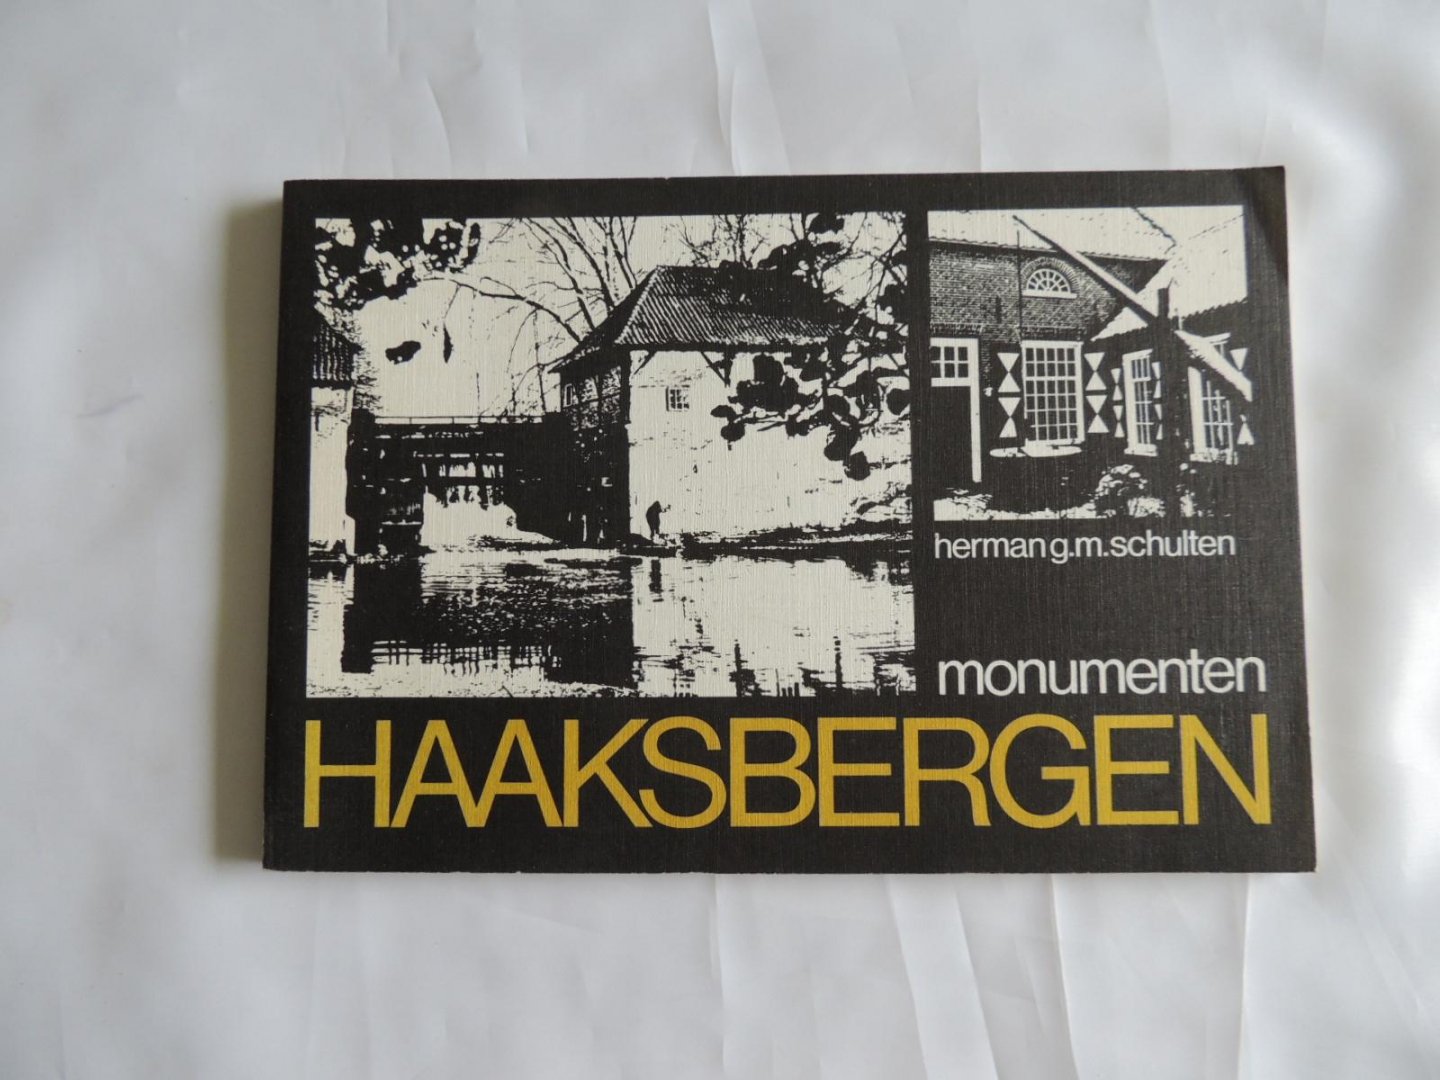 herman g.m. schulten
monumenten
HAAKSBERGEN